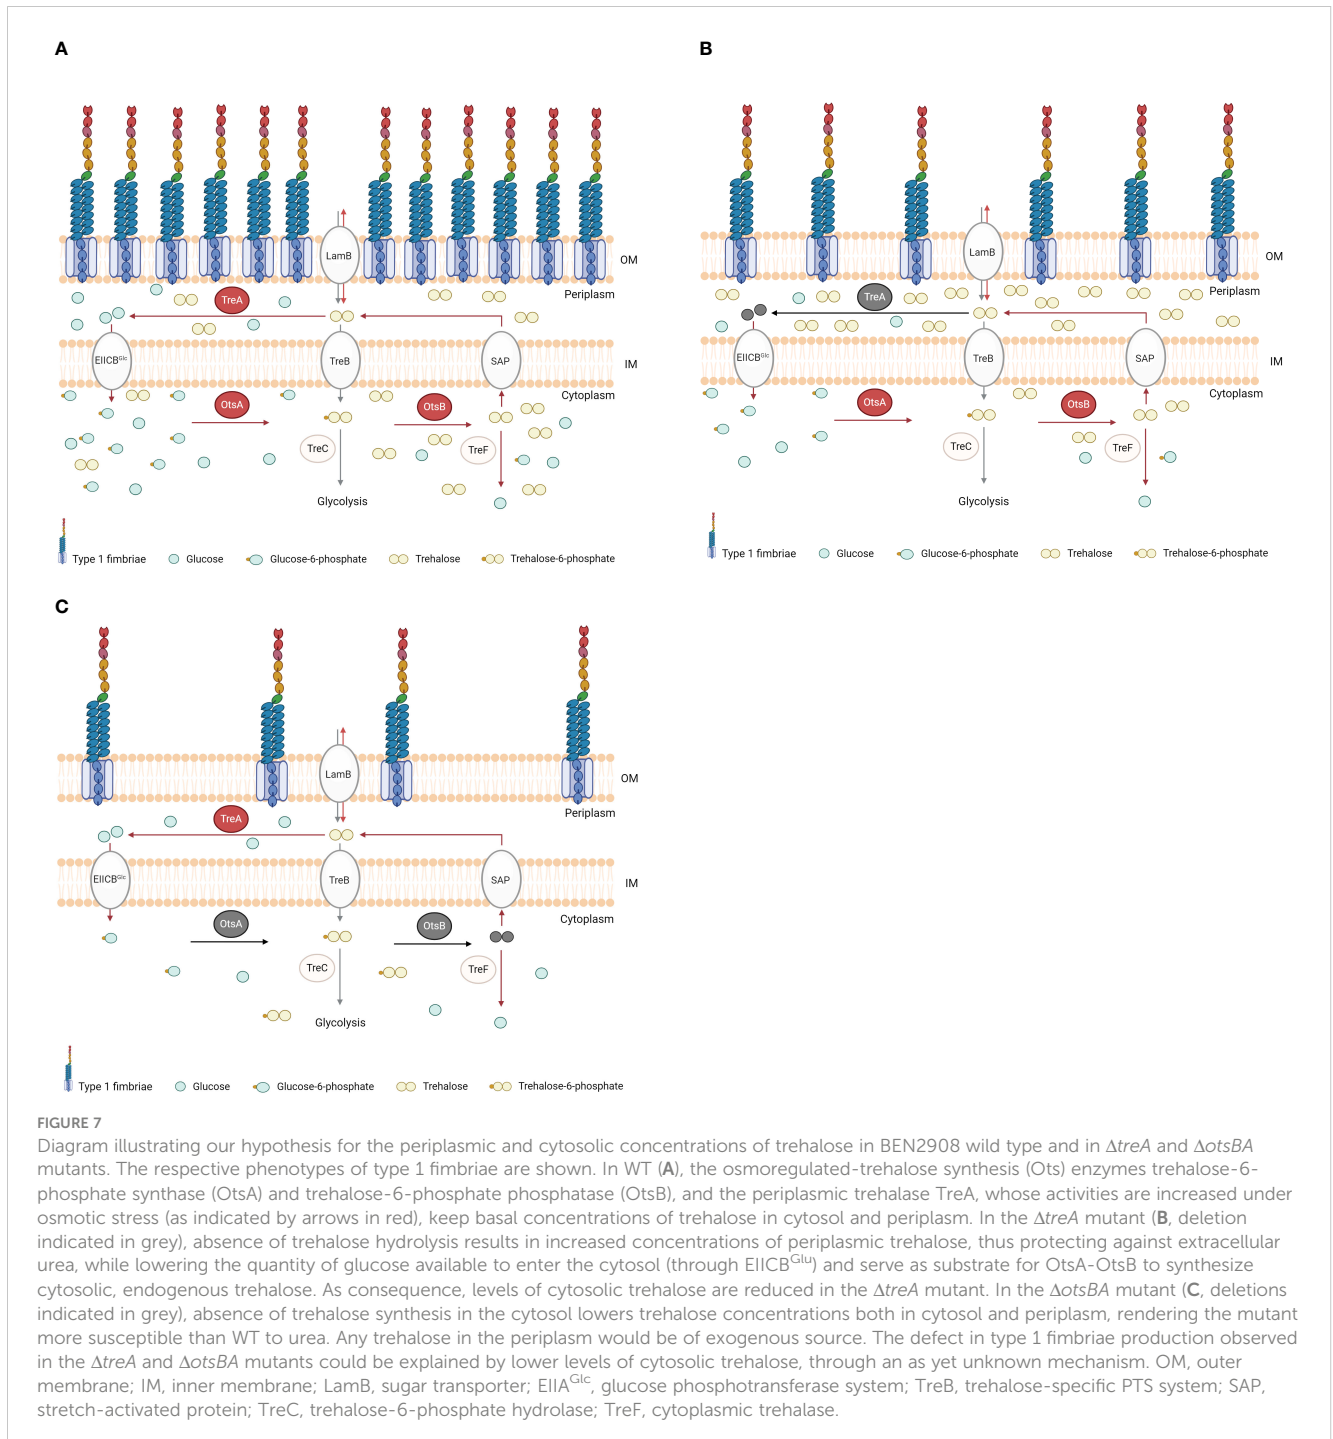 A
LamB
OM
TreA
Periplasm
EIICBGlc
TreB
SAP
IM
Cytoplasm
OtsA
OtsB
TreC
TreF
Glycolysis
Type 1 fimbriae
Glucose
Glucose-6-phosphate
Trehalose
Trehalose-6-phosphate
B
LamB
OM
TreA
Periplasm
EIICBGlc
TreB
SAP
IM
Cytoplasm
OtsA
OtsB
TreC
TreF
Glycolysis
Type 1 fimbriae
Glucose
Glucose-6-phosphate
Trehalose
Trehalose-6-phosphate
C
LamB
OM
TreA
Periplasm
EIICBGlc
TreB
SAP
IM
Cytoplasm
OtsA
OtsB
TreC
TreF
Glycolysis
Type 1 fimbriae
Glucose
Glucose-6-phosphate
Trehalose
Trehalose-6-phosphate
FIGURE 7
Diagram illustrating our hypothesis for the periplasmic and cytosolic concentrations of trehalose in BEN2908 wild type and in ΔtreA and ΔotsBA
mutants. The respective phenotypes of type 1 fimbriae are shown. In WT (A), the osmoregulated-trehalose synthesis (Ots) enzymes trehalose-6-
phosphate synthase (OtsA) and trehalose-6-phosphate phosphatase (OtsB), and the periplasmic trehalase TreA, whose activities are increased under
osmotic stress (as indicated by arrows in red), keep basal concentrations of trehalose in cytosol and periplasm. In the ΔtreA mutant (B, deletion
indicated in grey), absence of trehalose hydrolysis results in increased concentrations of periplasmic trehalose, thus protecting against extracellular
urea, while lowering the quantity of glucose available to enter the cytosol (through EIICBGlu) and serve as substrate for OtsA-OtsB to synthesize
cytosolic, endogenous trehalose. As consequence, levels of cytosolic trehalose are reduced in the ΔtreA mutant. In the ΔotsBA mutant (C, deletions
indicated in grey), absence of trehalose synthesis in the cytosol lowers trehalose concentrations both in cytosol and periplasm, rendering the mutant
more susceptible than WT to urea. Any trehalose in the periplasm would be of exogenous source. The defect in type 1 fimbriae production observed
in the ΔtreA and ΔotsBA mutants could be explained by lower levels of cytosolic trehalose, through an as yet unknown mechanism. OM, outer
membrane; IM, inner membrane; LamB, sugar transporter; EIIAGlc, glucose phosphotransferase system; TreB, trehalose-specific PTS system; SAP,
stretch-activated protein; TreC, trehalose-6-phosphate hydrolase; TreF, cytoplasmic trehalase.